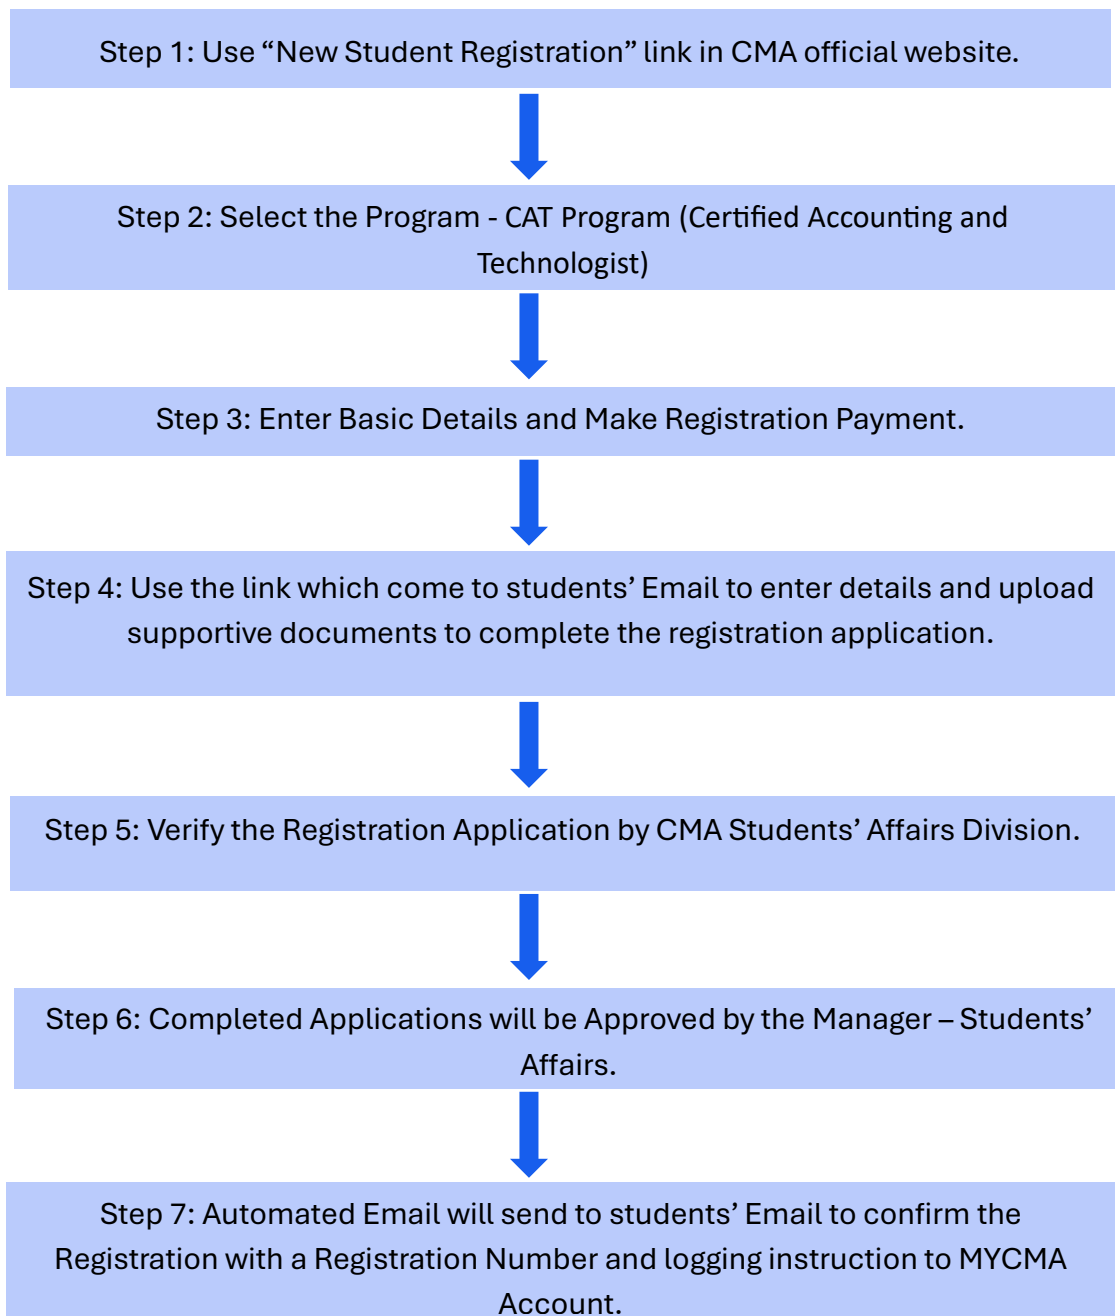 Step 1: Use “New Student Registration” link in CMA official website.
Step 2: Select the Program - CAT Program (Certified Accounting and
Technologist)
Step 3: Enter Basic Details and Make Registration Payment.
Step 4: Use the link which come to students’ Email to enter details and upload
supportive documents to complete the registration application.
Step 5: Verify the Registration Application by CMA Students’ Affairs Division.
Step 6: Completed Applications will be Approved by the Manager – Students’
Affairs.
Step 7: Automated Email will send to students’ Email to confirm the
Registration with a Registration Number and logging instruction to MYCMA
Account.